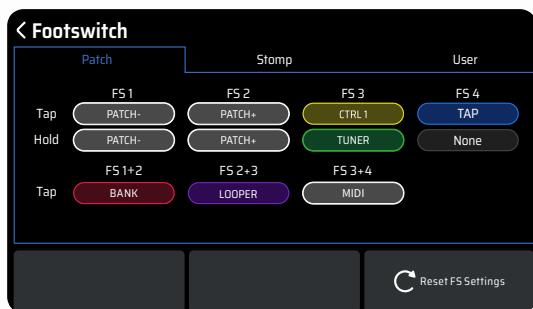 < Footswitch
Patch Stomp User
FS 1 FS 2 FS 3 FS 4
Tap PATCH- PATCH+ CTRL 1 TAP
Hold PATCH- PATCH+ TUNER None
FS 1+2 FS 2+3 FS 3+4
Tap BANK LOOPER MIDI
Reset FS Settings